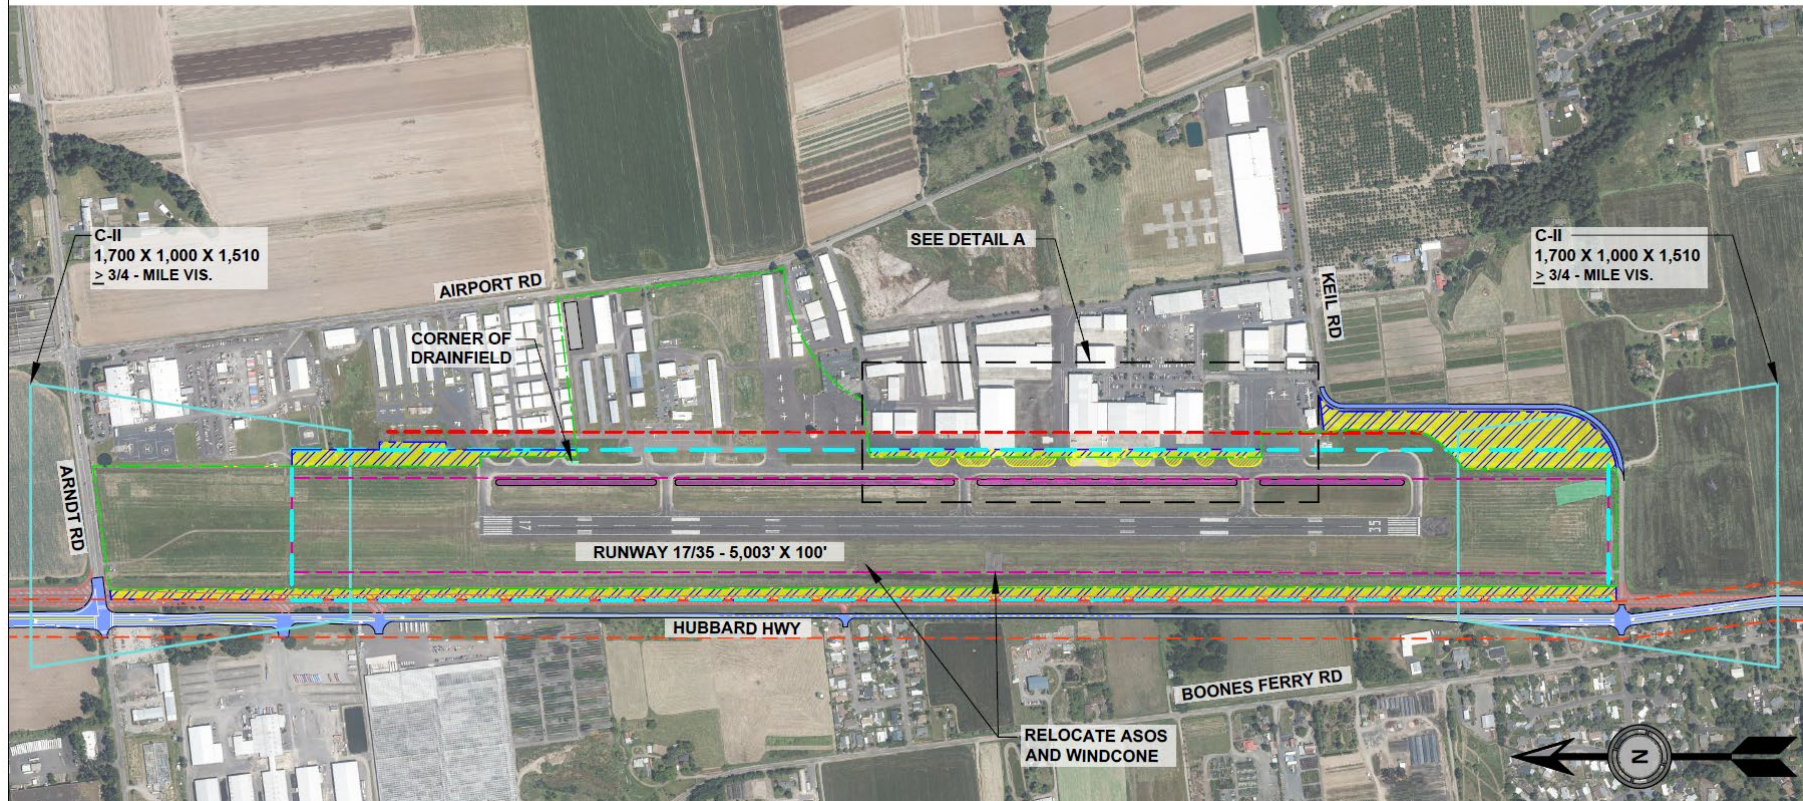 C-II
1,700 X 1,000 X 1,510
≥ 3/4 - MILE VIS.
SEE DETAIL A
C-II
1,700 X 1,000 X 1,510
≥ 3/4 - MILE VIS.
AIRPORT RD
KEIL RD
CORNER OF
DRAINFIELD
ARNDT RD
17
35
RUNWAY 17/35 - 5,003' X 100'
HUBBARD HWY
BOONES FERRY RD
RELOCATE ASOS
AND WINDCONE
N